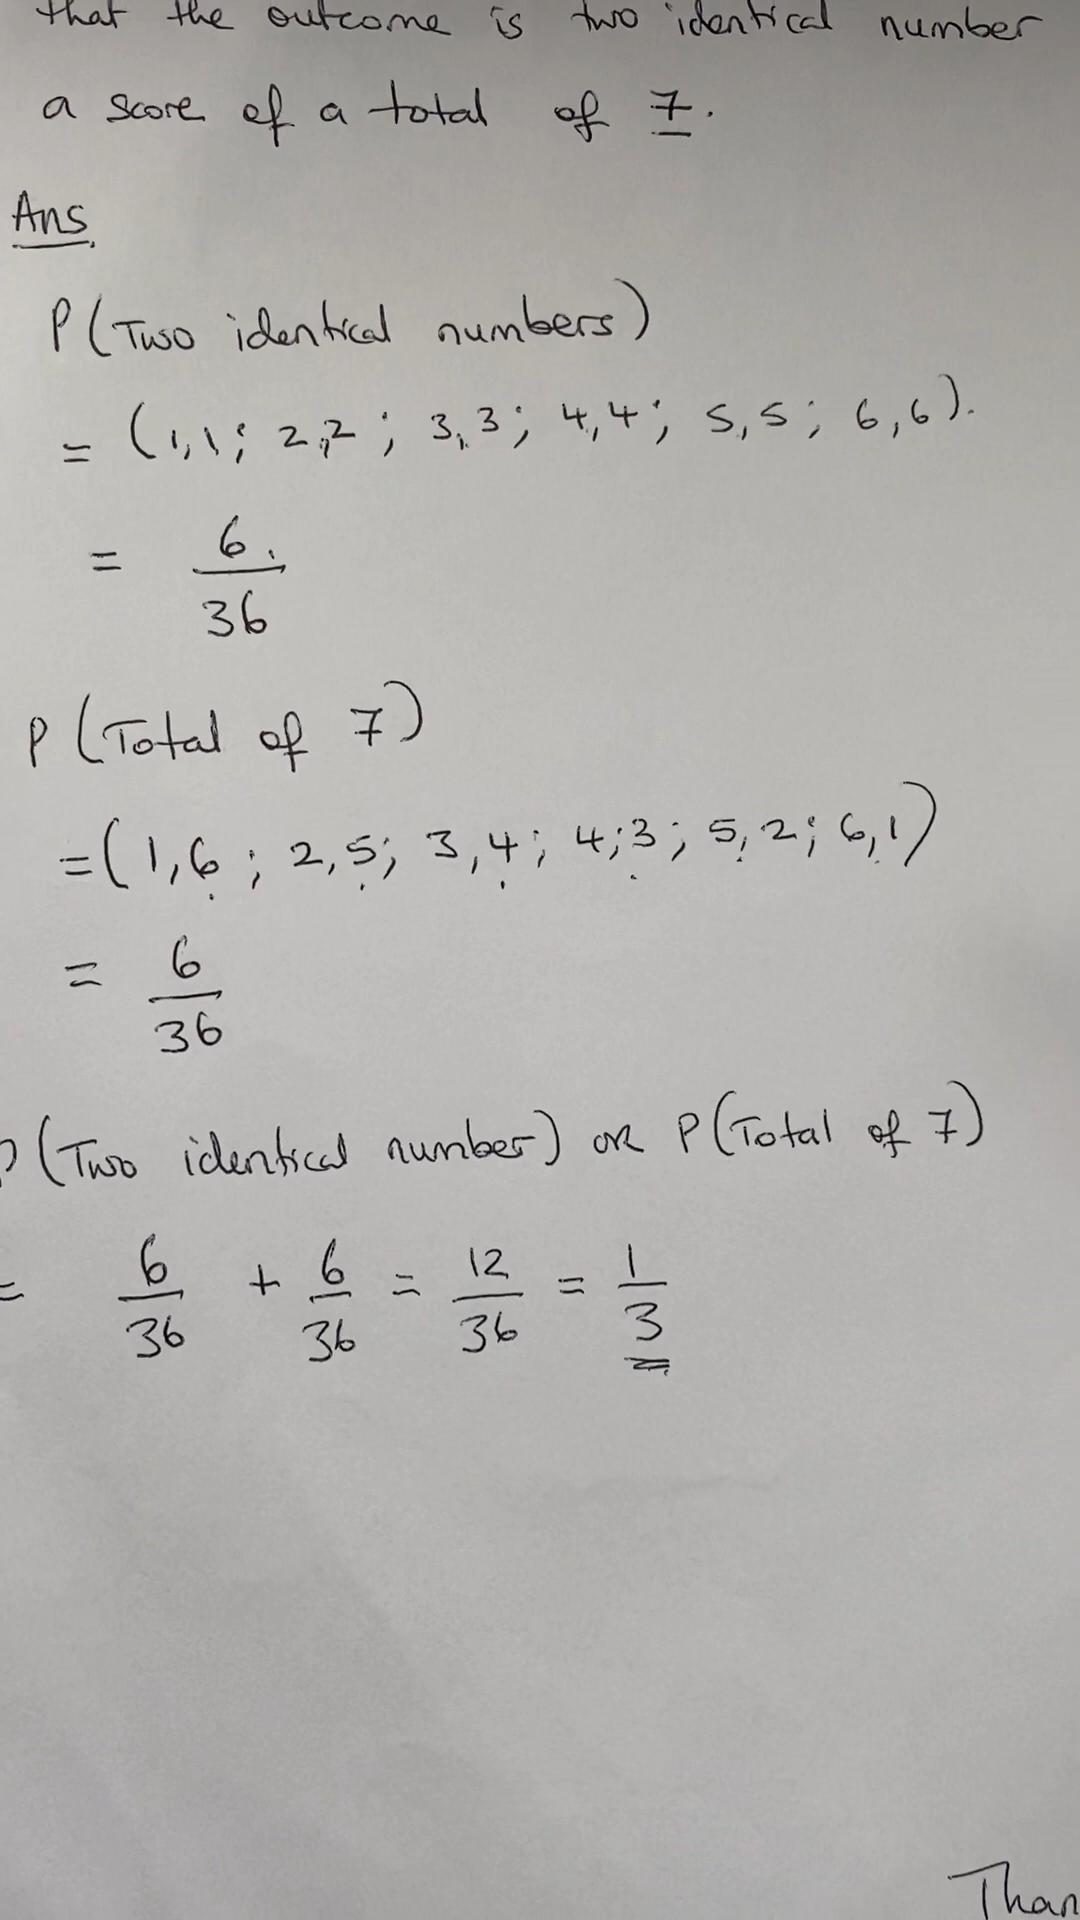 that the outcome is two identical number
a score of a total of 7.
Ans.
P(Two identical numbers)
= (1,1; 2,2; 3,3; 4,4; 5,5; 6,6).
= 6/36
P(Total of 7)
=(1,6; 2,5; 3,4; 4;3; 5,2; 6,1)
= 6/36
P(Two identical number) or P(Total of 7)
= 6/36 + 6/36 = 12/36 = 1/3
Than